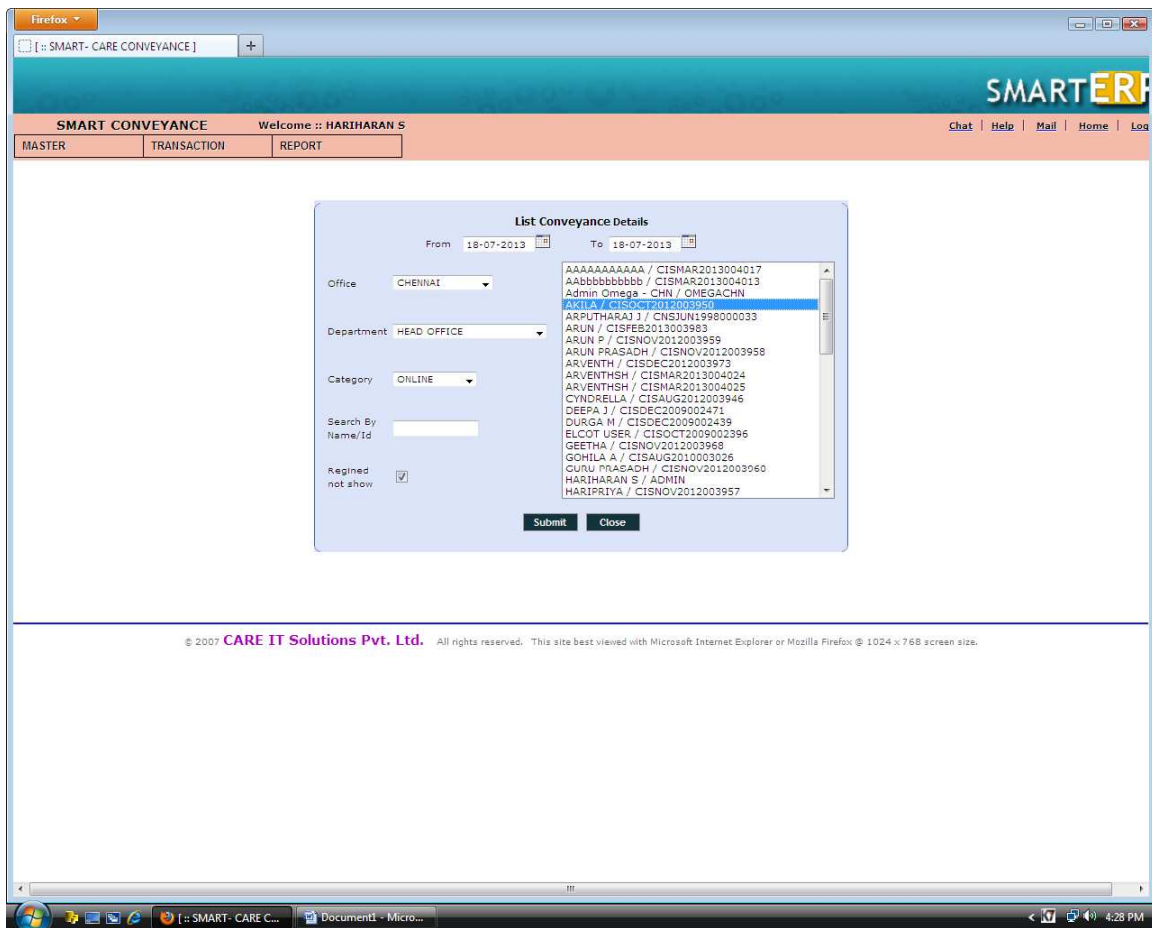 Firefox
[ :: SMART- CARE CONVEYANCE ] +
SMARTER
SMART CONVEYANCE Welcome :: HARIHARAN S Chat | Help | Mail | Home | Log
MASTER TRANSACTION REPORT
List Conveyance Details
From 18-07-2013 To 18-07-2013
Office CHENNAI
Department HEAD OFFICE
Category ONLINE
Search By Name/Id
Regined not show
AAAAAAAAAAA / CISMAR2013004017
AAbbbbbbbbbb / CISMAR2013004013
Admin Omega - CHN / OMEGACHN
AKILA / CISOCT2012003950
ARPUTHARAJ J / CNSJUN1998000033
ARUN / CISFEB2013003983
ARUN P / CISNOV2012003959
ARUN PRASADH / CISNOV2012003958
ARVENTH / CISDEC2012003973
ARVENTHSH / CISMAR2013004024
ARVENTHSH / CISMAR2013004025
CYNDRELLA / CISAUG2012003946
DEEPA J / CISDEC2009002471
DURGA M / CISDEC2009002439
ELCOT USER / CISOCT2009002396
GEETHA / CISNOV2012003968
GOHILA A / CISAUG2010003026
GURU PRASADH / CISNOV2012003960
HARIHARAN S / ADMIN
HARIPRIYA / CISNOV2012003957
Submit Close
© 2007 CARE IT Solutions Pvt. Ltd. All rights reserved. This site best viewed with Microsoft Internet Explorer or Mozilla Firefox @ 1024 x 768 screen size.
[ :: SMART- CARE C... Document1 - Micro... 4:28 PM